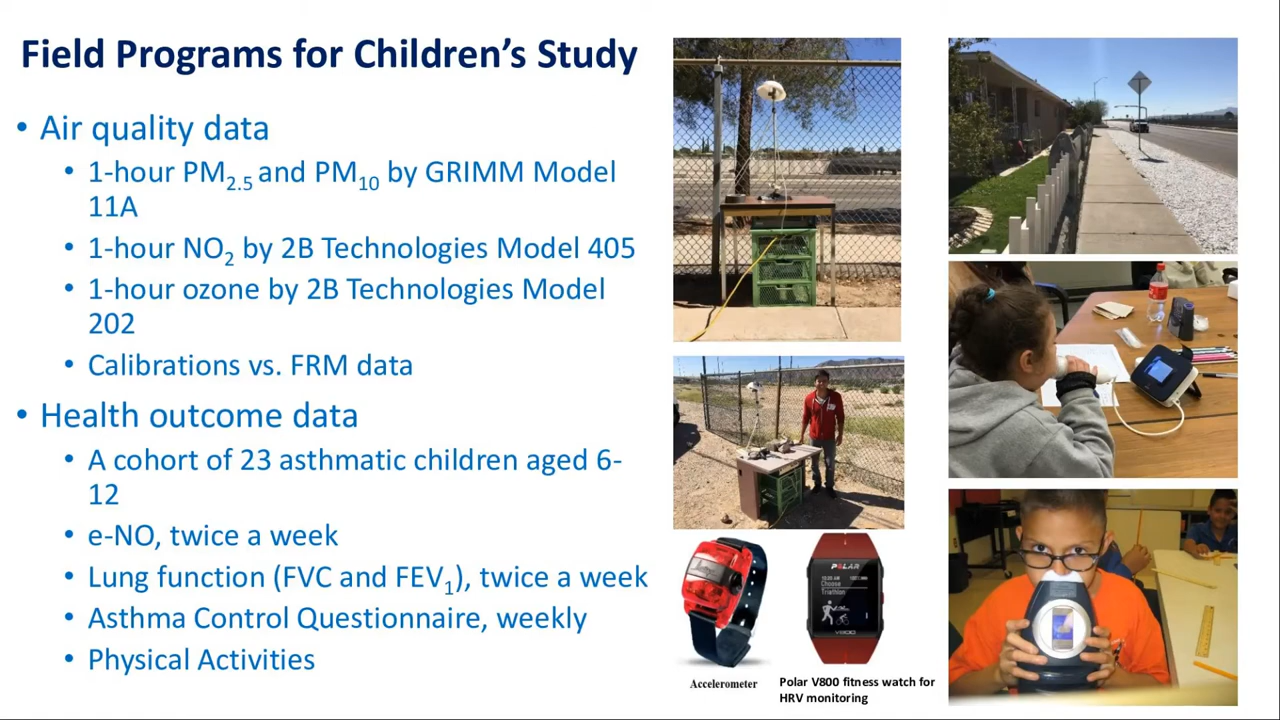 Field Programs for Children's Study
• Air quality data
• 1-hour PM2.5 and PM10 by GRIMM Model
11A
• 1-hour NO2 by 2B Technologies Model 405
• 1-hour ozone by 2B Technologies Model
202
• Calibrations vs. FRM data
• Health outcome data
• A cohort of 23 asthmatic children aged 6-
12
• e-NO, twice a week
• Lung function (FVC and FEV1), twice a week
• Asthma Control Questionnaire, weekly
• Physical Activities
POLAR
Choose
Triathlon
V800
Accelerometer
Polar V800 fitness watch for
HRV monitoring